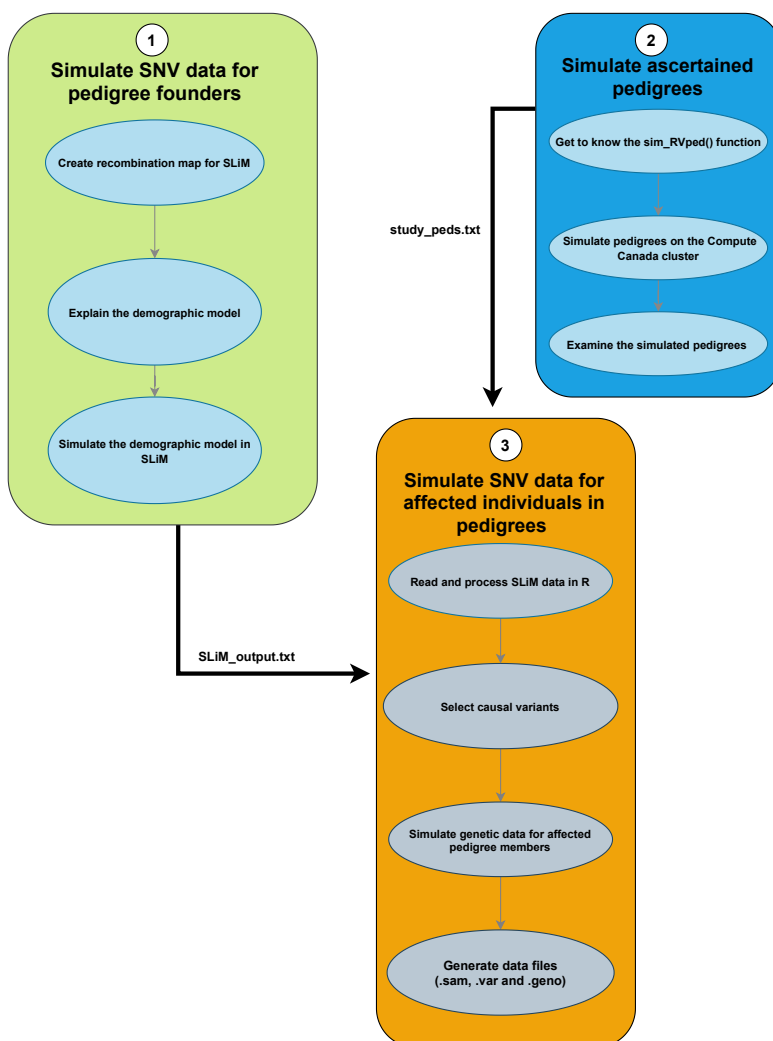 1
Simulate SNV data for
pedigree founders
Create recombination map for SLiM
Explain the demographic model
Simulate the demographic model in
SLiM
SLiM_output.txt
2
Simulate ascertained
pedigrees
Get to know the sim_RVped() function
Simulate pedigrees on the Compute
Canada cluster
Examine the simulated pedigrees
study_peds.txt
3
Simulate SNV data for
affected individuals in
pedigrees
Read and process SLiM data in R
Select causal variants
Simulate genetic data for affected
pedigree members
Generate data files
(.sam, .var and .geno)